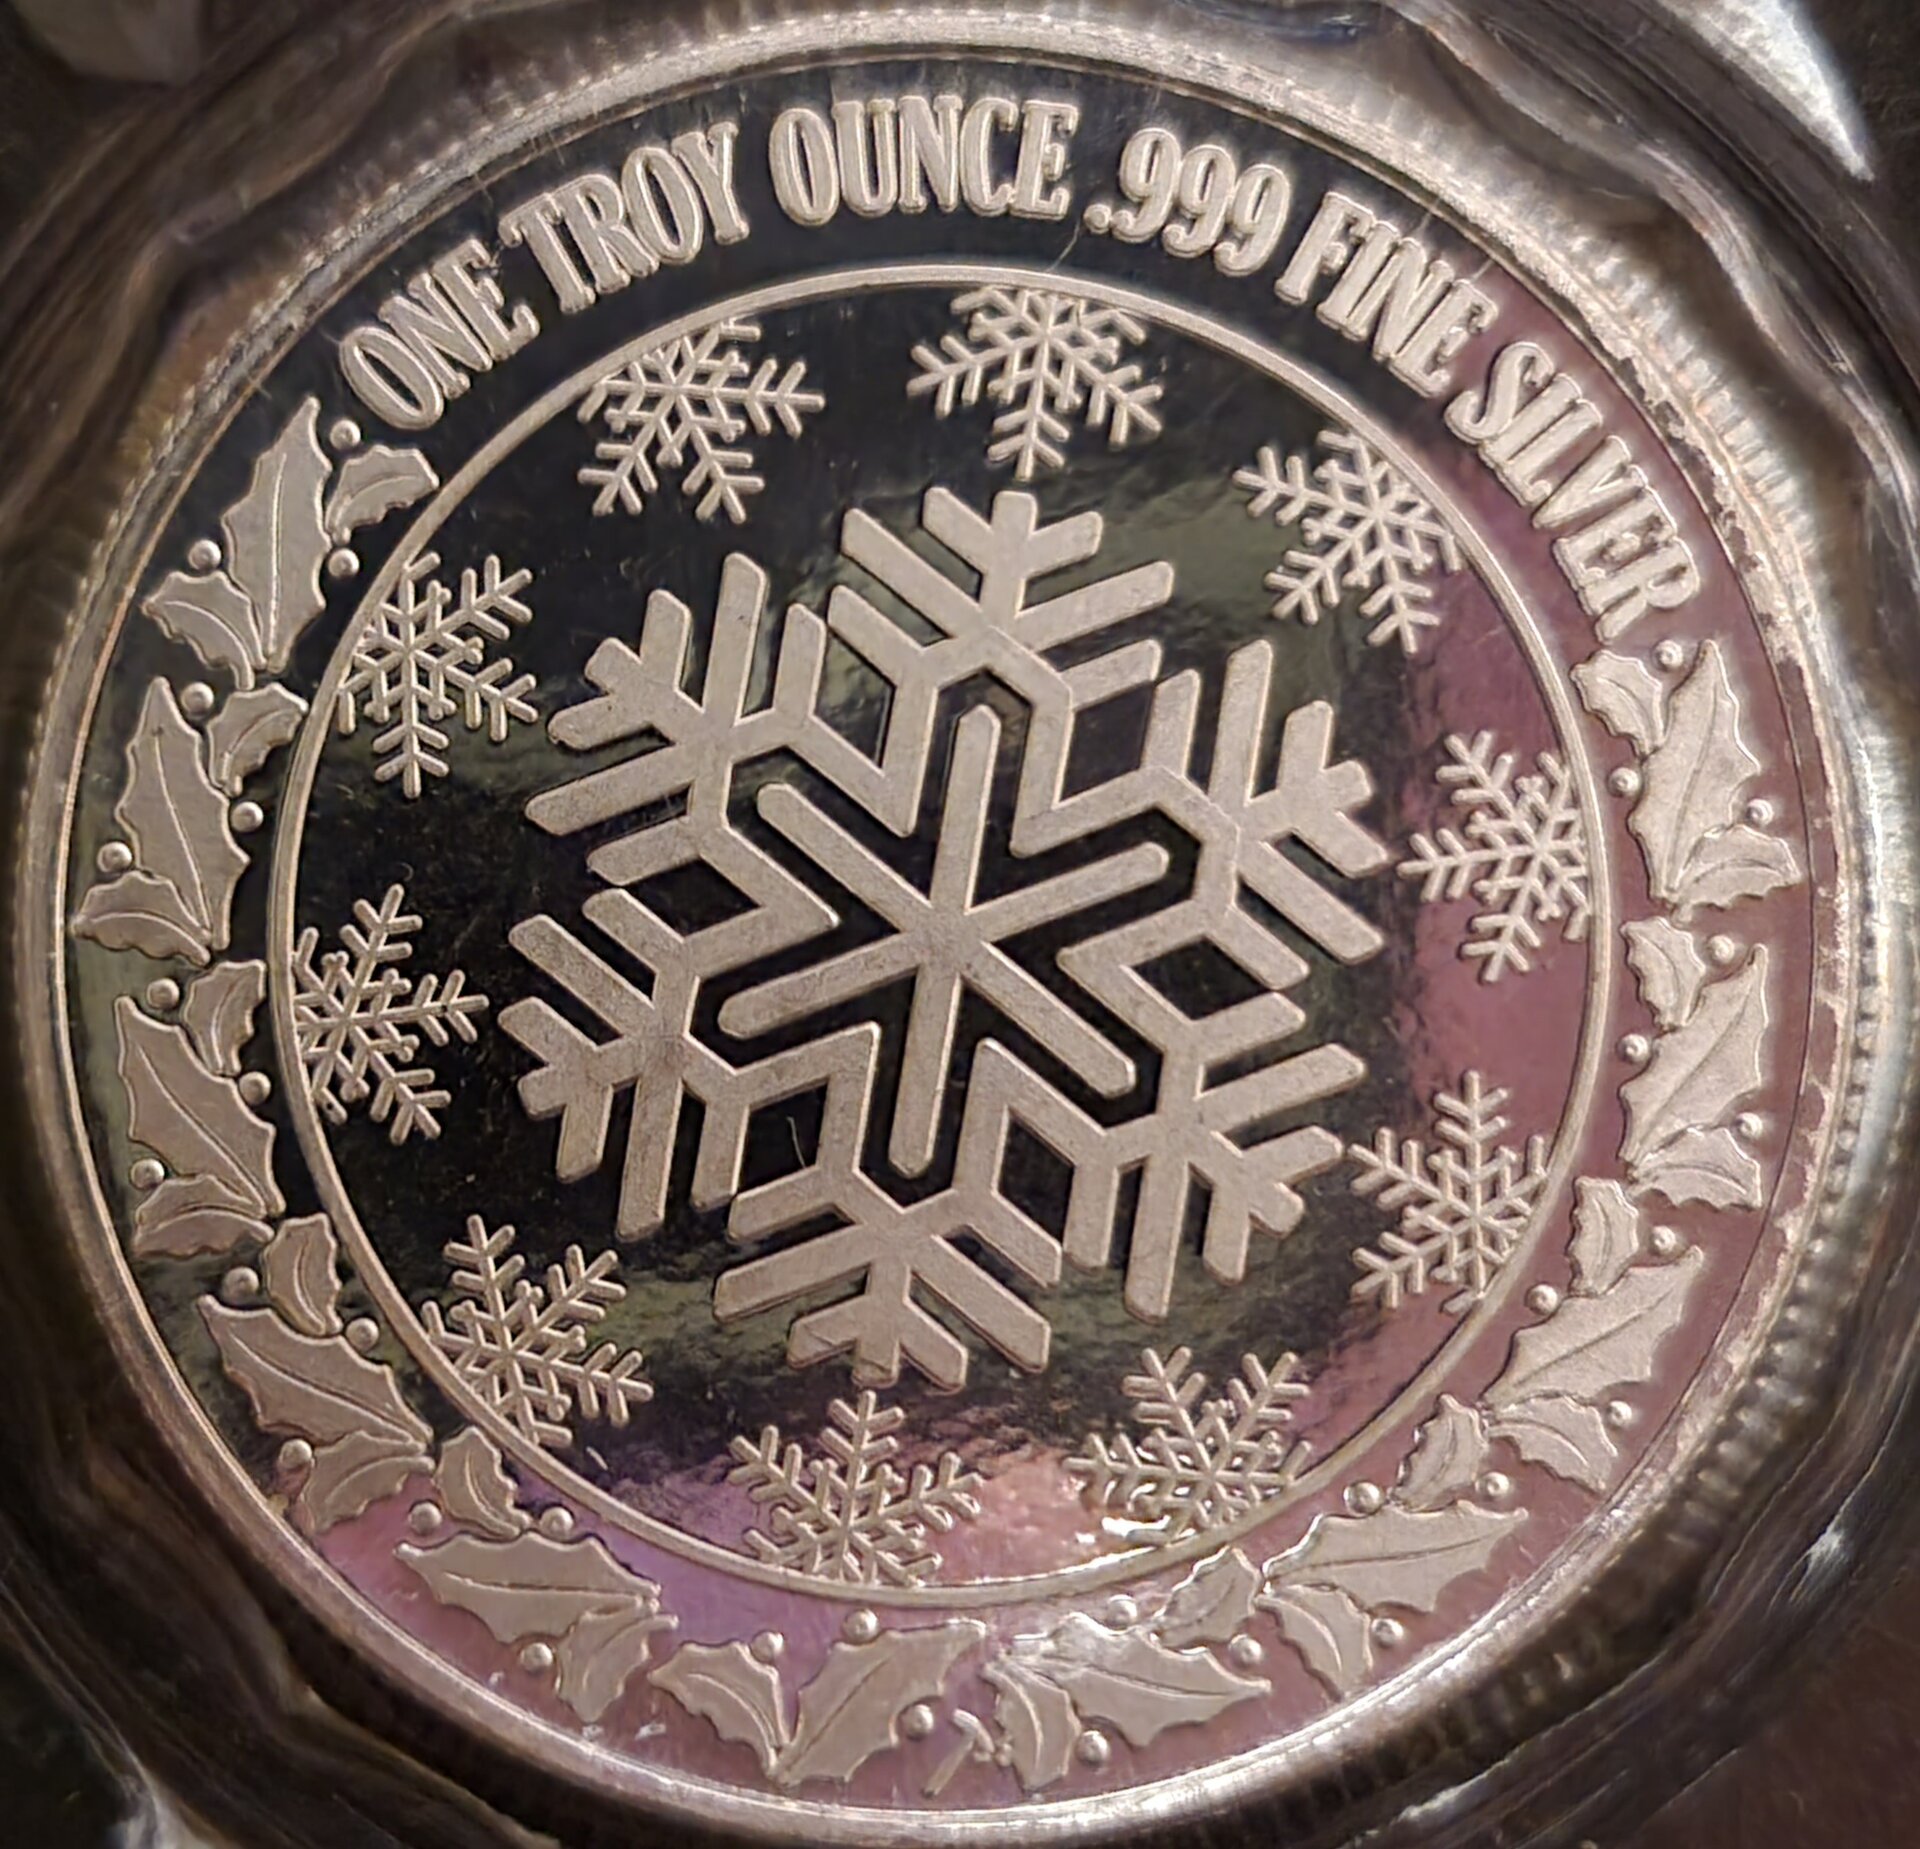 ONE TROY OUNCE .999 FINE SILVER